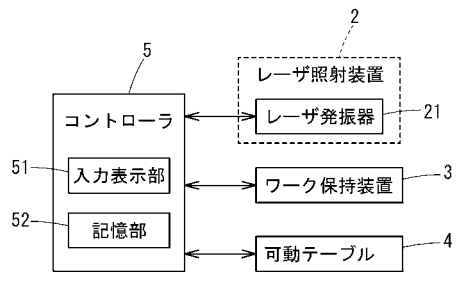 2
5
レーザ照射装置
コントローラ
レーザ発振器
21
51
入力表示部
ワーク保持装置
3
52
記憶部
可動テーブル
4